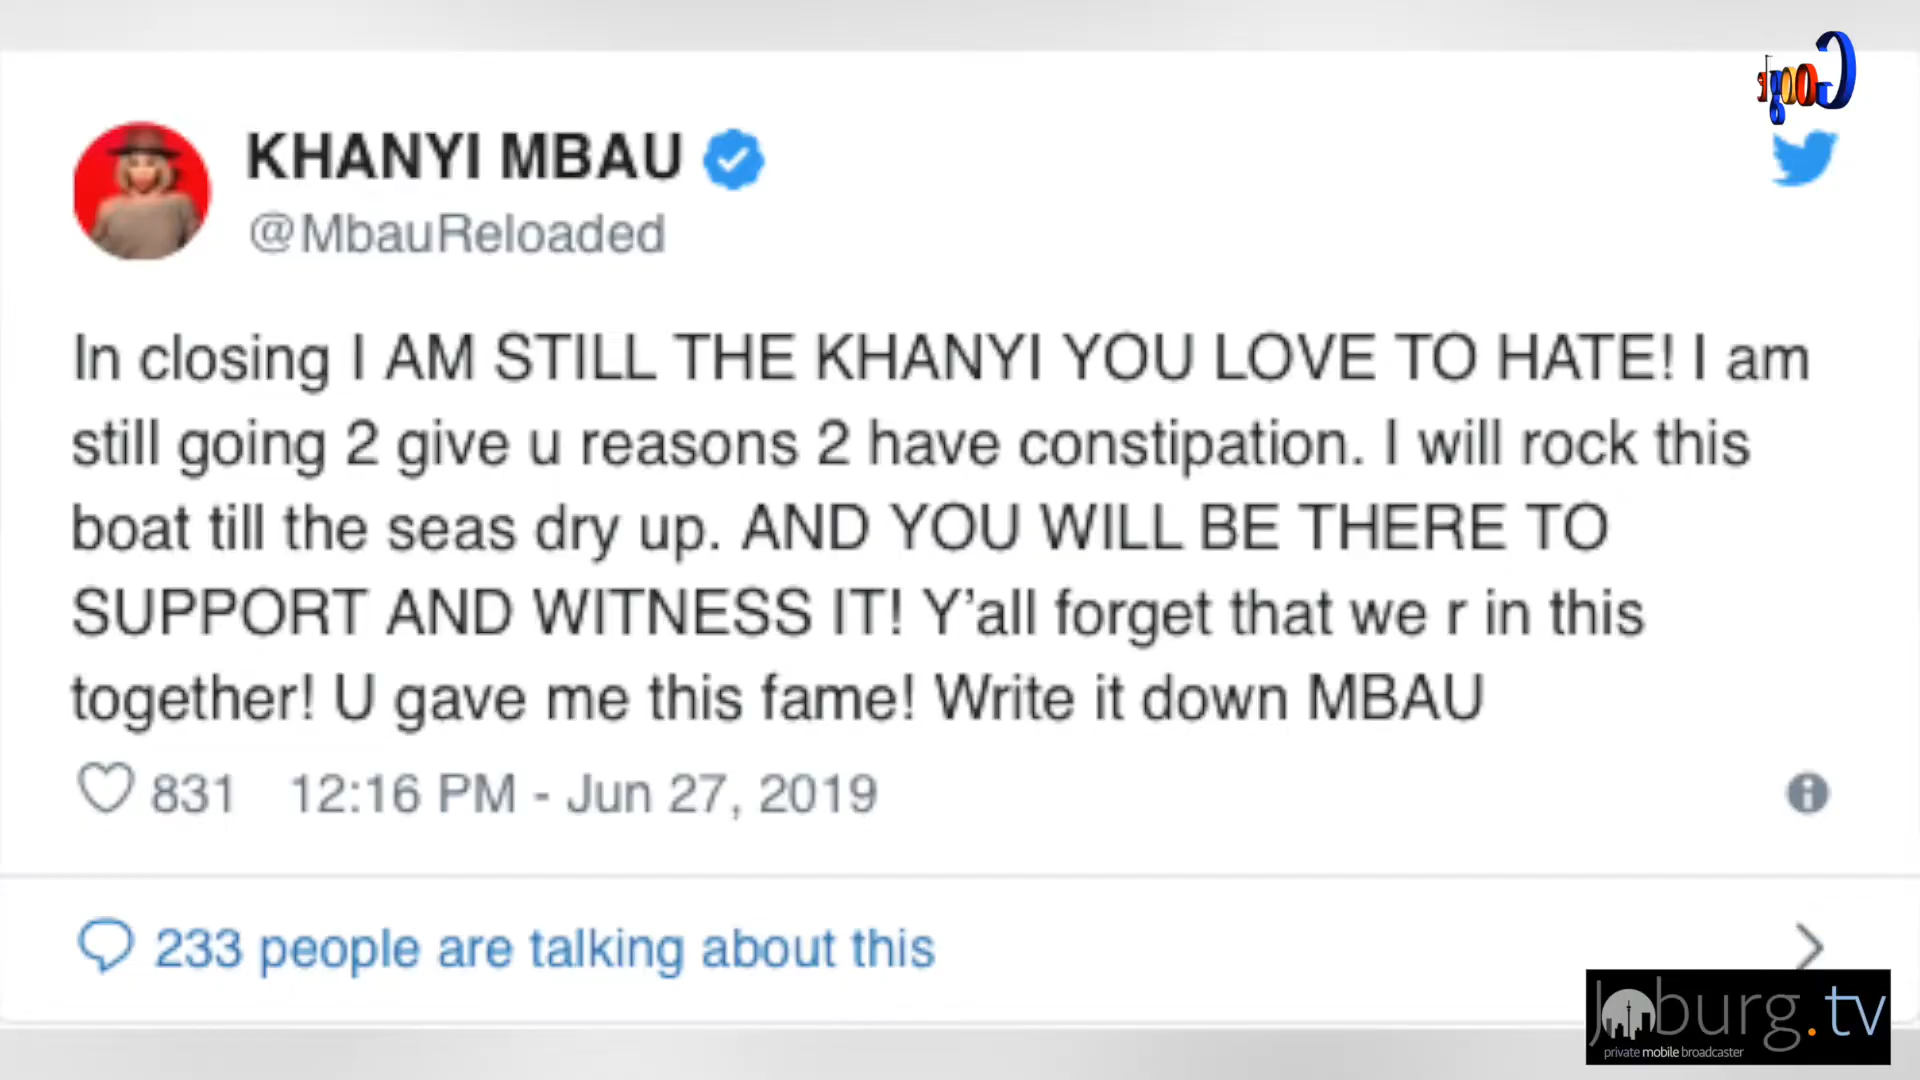 Google
KHANYI MBAU
@MbauReloaded
In closing I AM STILL THE KHANYI YOU LOVE TO HATE! I am
still going 2 give u reasons 2 have constipation. I will rock this
boat till the seas dry up. AND YOU WILL BE THERE TO
SUPPORT AND WITNESS IT! Y’all forget that we r in this
together! U gave me this fame! Write it down MBAU
831 12:16 PM - Jun 27, 2019
233 people are talking about this
Joburg.tv
private mobile broadcaster